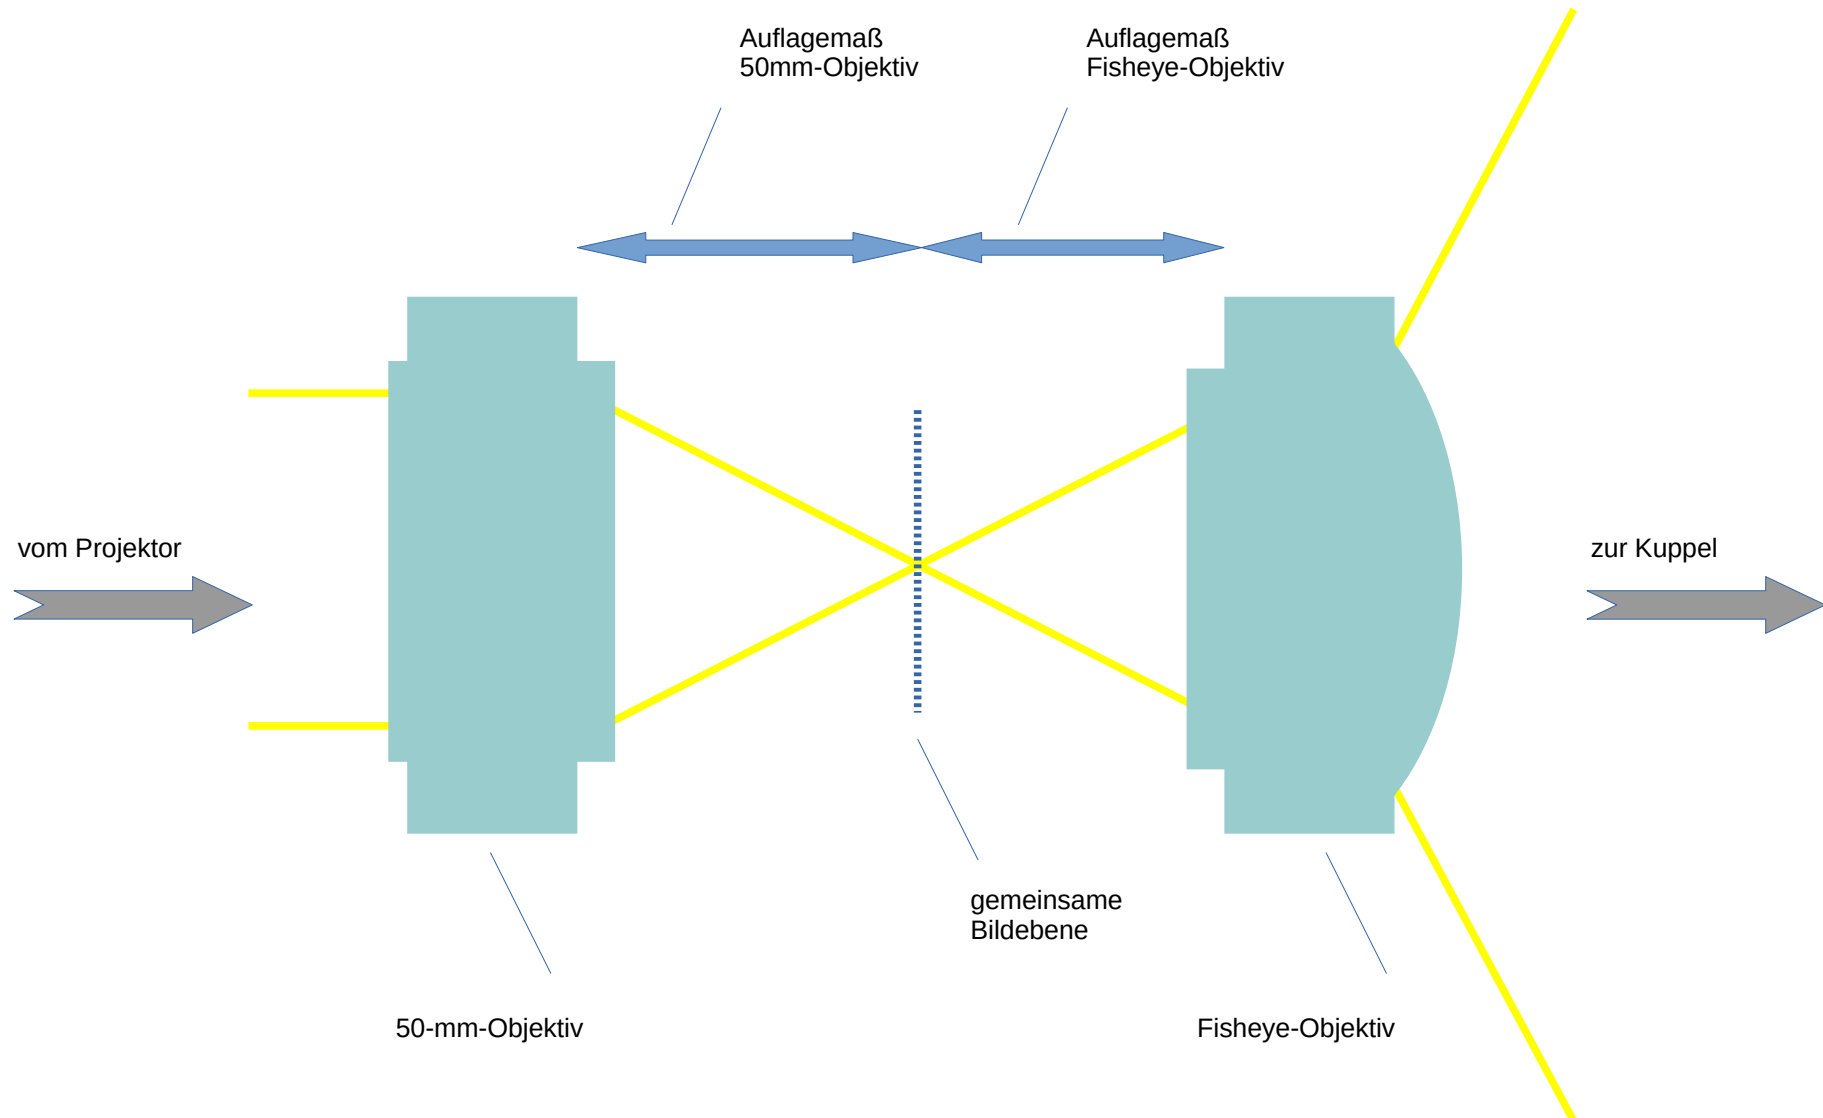 Auflagemaß
50mm-Objektiv
Auflagemaß
Fisheye-Objektiv
vom Projektor
zur Kuppel
gemeinsame
Bildebene
50-mm-Objektiv
Fisheye-Objektiv